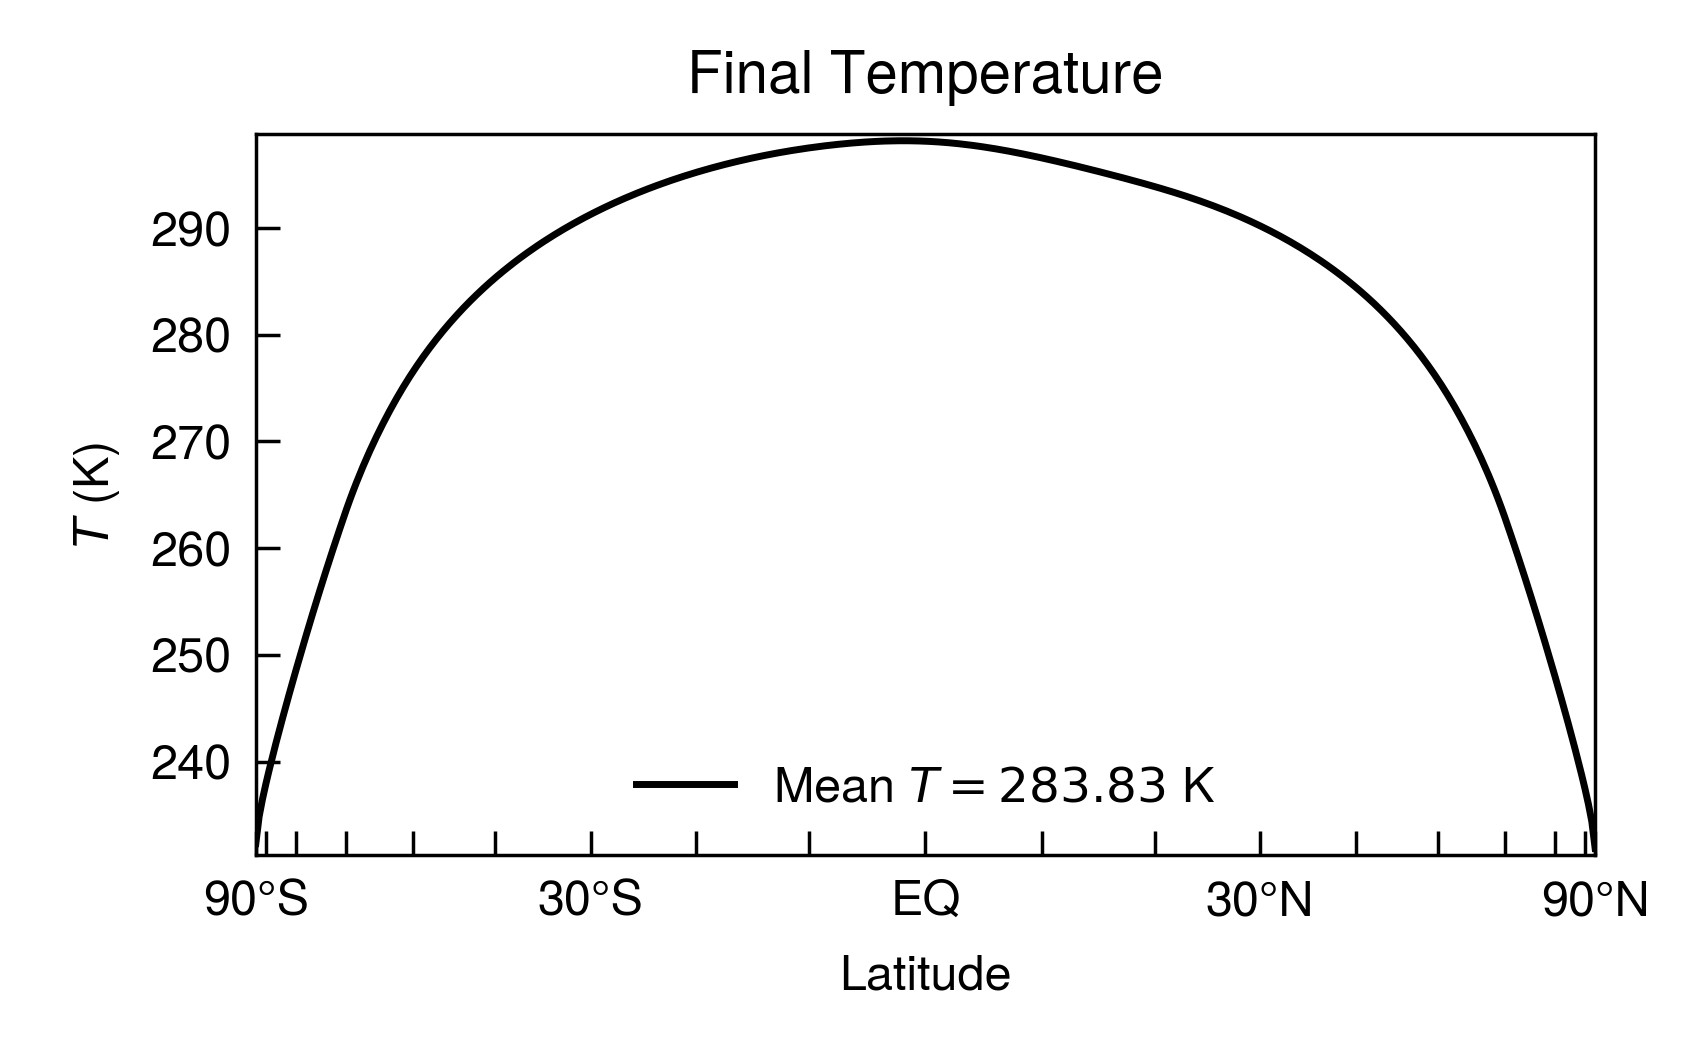 Final Temperature
290
280
270
260
250
240
T (K)
Mean T = 283.83 K
90°S 30°S EQ 30°N 90°N
Latitude